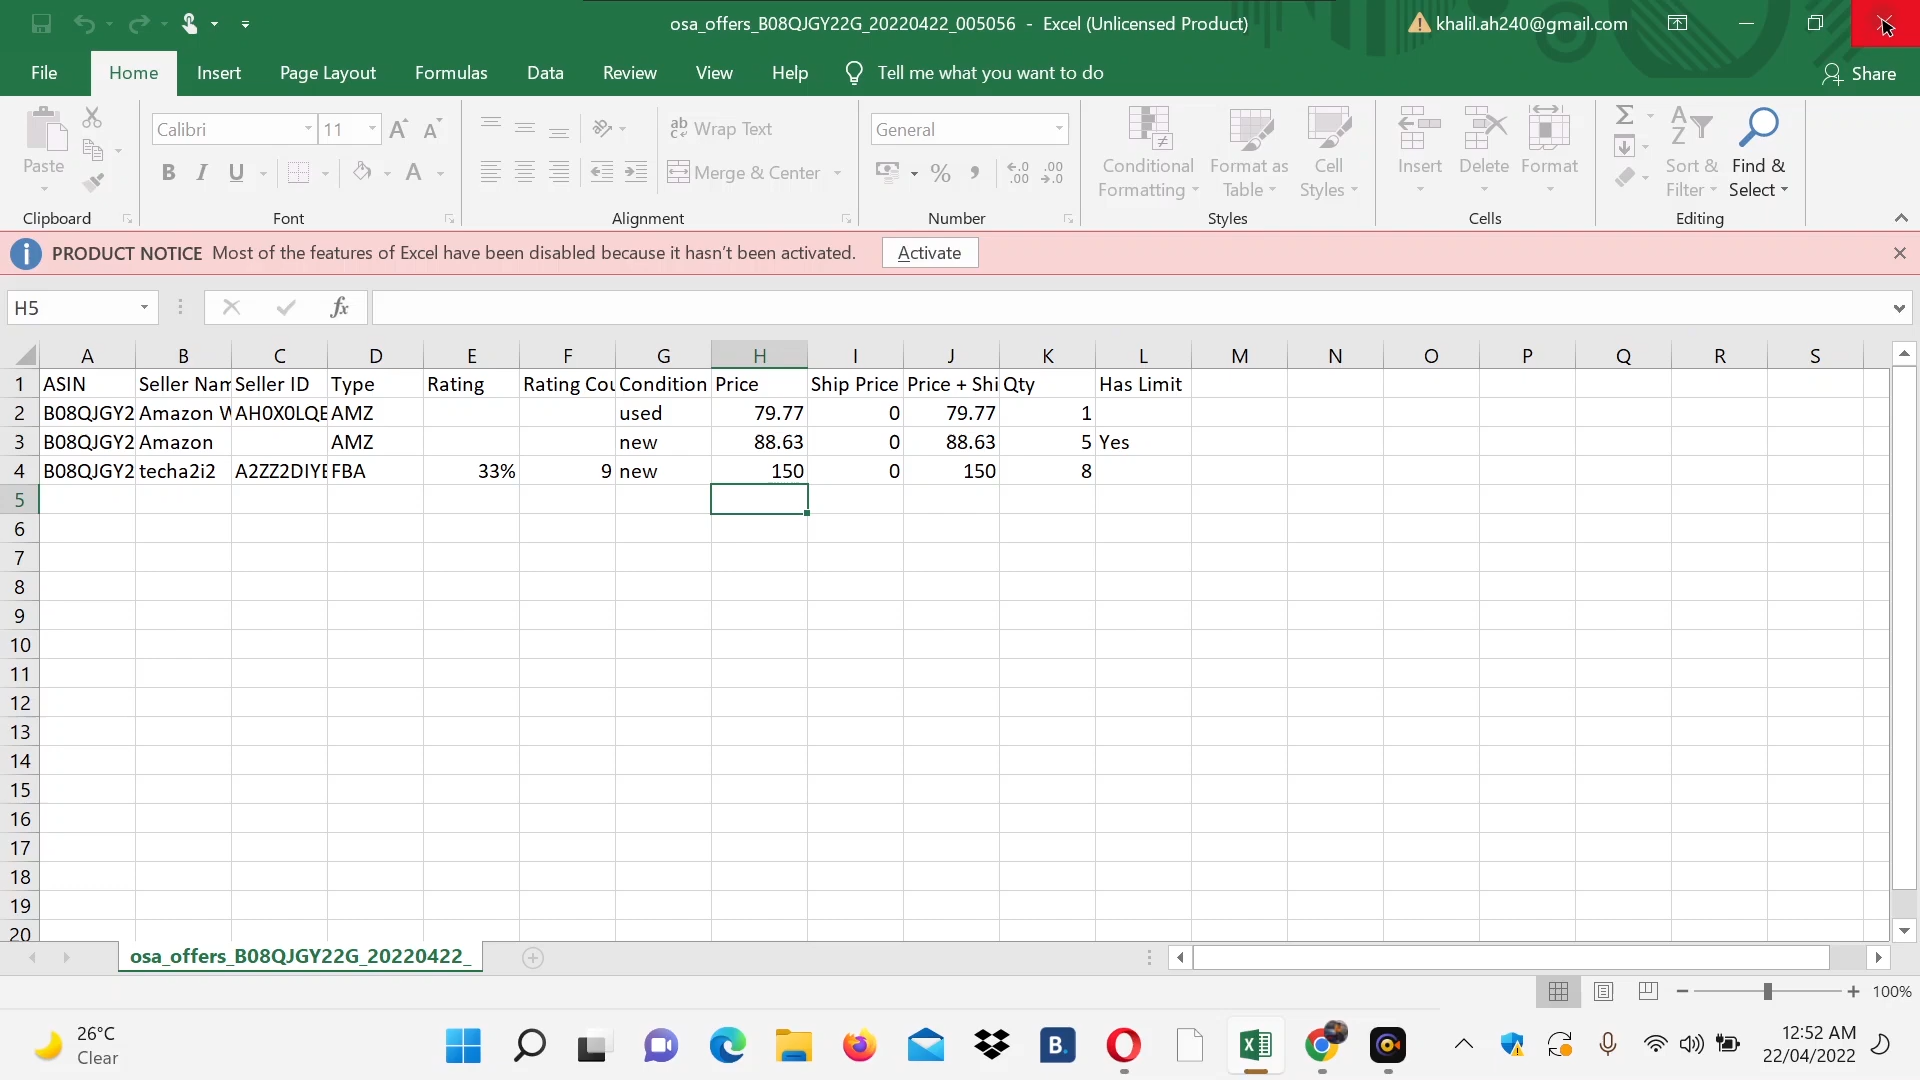 osa_offers_B08QJGY22G_20220422_005056 - Excel (Unlicensed Product)
khalil.ah240@gmail.com
File Home Insert Page Layout Formulas Data Review View Help Tell me what you want to do Share
Calibri 11
ab Wrap Text
General
Paste
B I U
A
Merge & Center
% ,
Conditional Formatting
Format as Table
Cell Styles
Insert Delete Format
Sort & Filter
Find & Select
Clipboard Font Alignment Number Styles Cells Editing
PRODUCT NOTICE Most of the features of Excel have been disabled because it hasn't been activated. Activate
H5 fx
A B C D E F G H I J K L M N O P Q R S
1 ASIN Seller Nam Seller ID Type Rating Rating Cou Condition Price Ship Price Price + Shi Qty Has Limit
2 B08QJGY2 Amazon W AH0X0LQE AMZ used 79.77 0 79.77 1
3 B08QJGY2 Amazon AMZ new 88.63 0 88.63 5 Yes
4 B08QJGY2 techa2i2 A2ZZ2DIYE FBA 33% 9 new 150 0 150 8
5
6
7
8
9
10
11
12
13
14
15
16
17
18
19
20
osa_offers_B08QJGY22G_20220422_
100%
26°C
Clear
B.
12:52 AM
22/04/2022